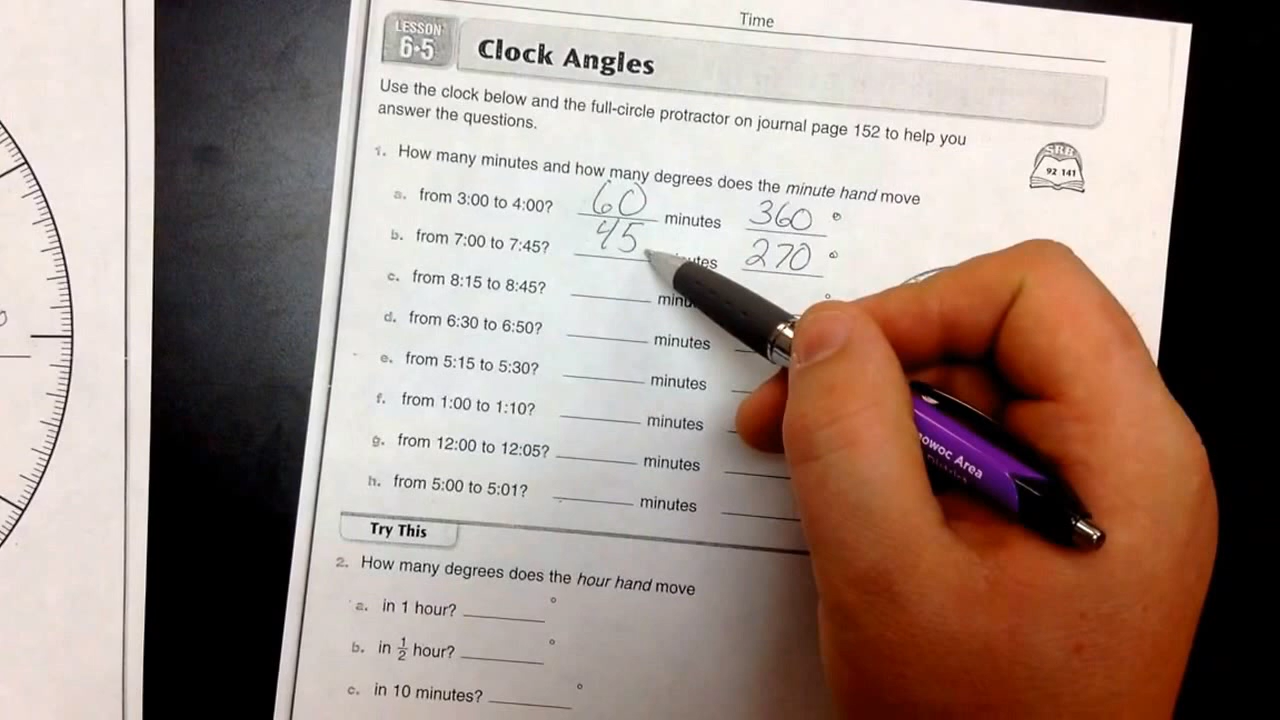 Time
LESSON
6•5
Clock Angles
Use the clock below and the full-circle protractor on journal page 152 to help you
answer the questions.
SRB
92 141
1. How many minutes and how many degrees does the minute hand move
a. from 3:00 to 4:00? 60 minutes 360 °
b. from 7:00 to 7:45? 45 utes 270 °
c. from 8:15 to 8:45? minu °
d. from 6:30 to 6:50? minutes
e. from 5:15 to 5:30? minutes
f. from 1:00 to 1:10? minutes
g. from 12:00 to 12:05? minutes
h. from 5:00 to 5:01? minutes
Try This
2. How many degrees does the hour hand move
a. in 1 hour? °
b. in 1/2 hour? °
c. in 10 minutes? °
owoc Area